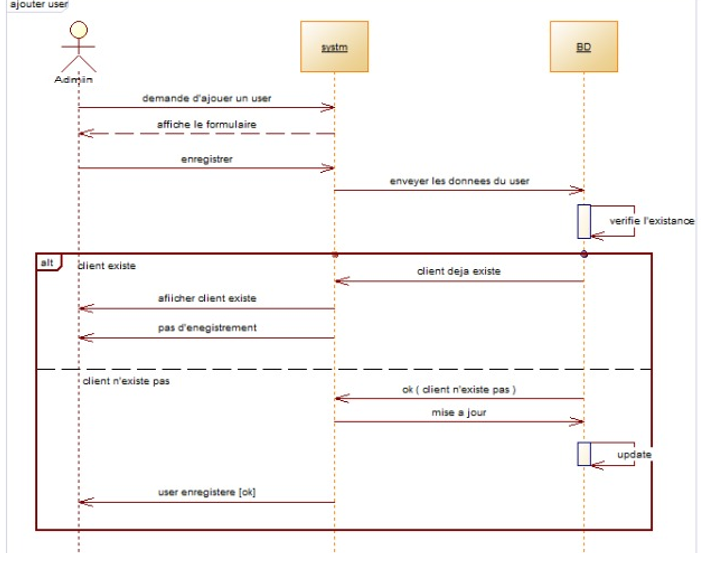 ajouter user
systm
BD
Admin
demande d'ajouer un user
affiche le formulaire
enregistrer
enveyer les donnees du user
verifie l'existance
alt
client existe
client deja existe
afiicher client existe
pas d'enegistrement
client n'existe pas
ok ( client n'existe pas )
mise a jour
update
user enregistere [ok]